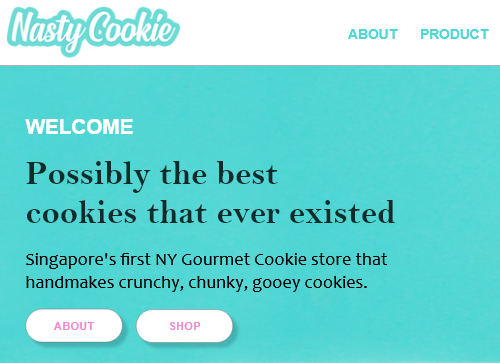 Nasty Cookie
ABOUT PRODUCT
WELCOME
Possibly the best
cookies that ever existed
Singapore's first NY Gourmet Cookie store that
handmakes crunchy, chunky, gooey cookies.
ABOUT SHOP